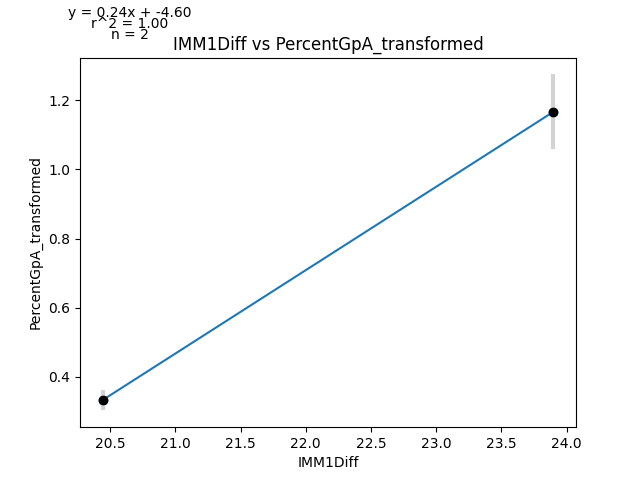 y = 0.24x + -4.60
r^2 = 1.00
n = 2
IMM1Diff vs PercentGpA_transformed
PercentGpA_transformed
1.2
1.0
0.8
0.6
0.4
20.5 21.0 21.5 22.0 22.5 23.0 23.5 24.0
IMM1Diff